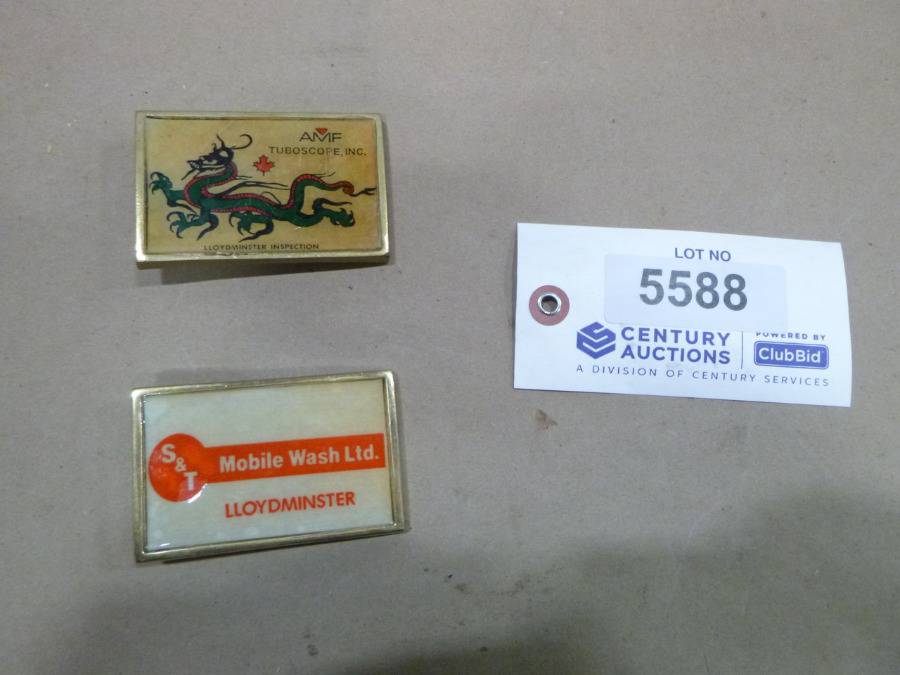 AMF
TUBOSCOPE, INC.
LLOYDMINSTER INSPECTION
S&T
Mobile Wash Ltd.
LLOYDMINSTER
LOT NO
5588
CENTURY
AUCTIONS
POWERED BY
ClubBid
A DIVISION OF CENTURY SERVICES